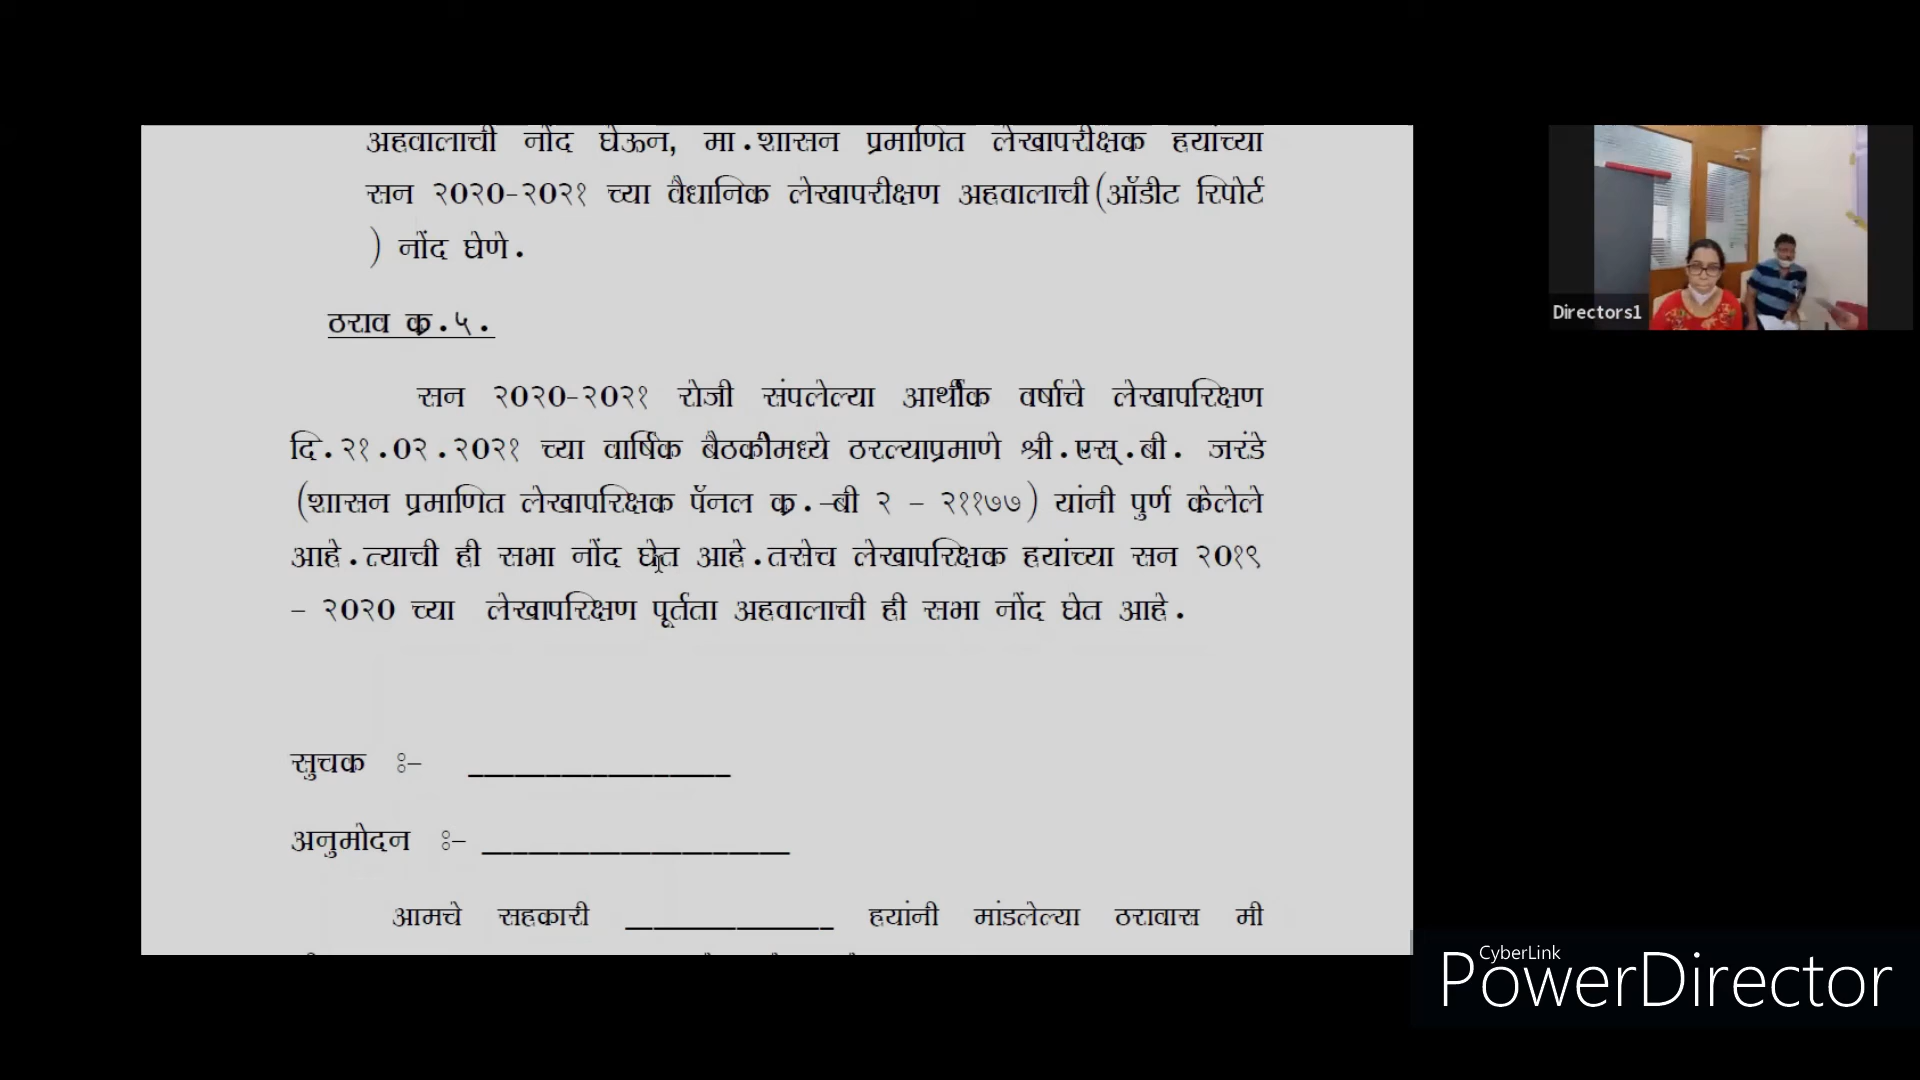 अहवालाची नोंद घेऊन, मा.शासन प्रमाणित लेखापरीक्षक हयांच्या
सन २०२०-२०२१ च्या वैधानिक लेखापरीक्षण अहवालाची(ऑडीट रिपोर्ट
) नोंद घेणे.
ठराव क्र.५.
सन २०२०-२०२१ रोजी संपलेल्या आर्थीक वर्षाचे लेखापरिक्षण
दि.२१.०२.२०२१ च्या वार्षिक बैठकीमध्ये ठरल्याप्रमाणे श्री.एस्.बी. जरंडे
(शासन प्रमाणित लेखापरिक्षक पॅनल क्र.-बी २ - २११७७) यांनी पुर्ण केलेले
आहे.त्याची ही सभा नोंद घेत आहे.तसेच लेखापरिक्षक हयांच्या सन २०१९
- २०२० च्या लेखापरिक्षण पूर्तता अहवालाची ही सभा नोंद घेत आहे.
सुचक ः- _________________
अनुमोदन ः- ____________________
आमचे सहकारी ______________ हयांनी मांडलेल्या ठरावास मी
Directors1
CyberLink
PowerDirector